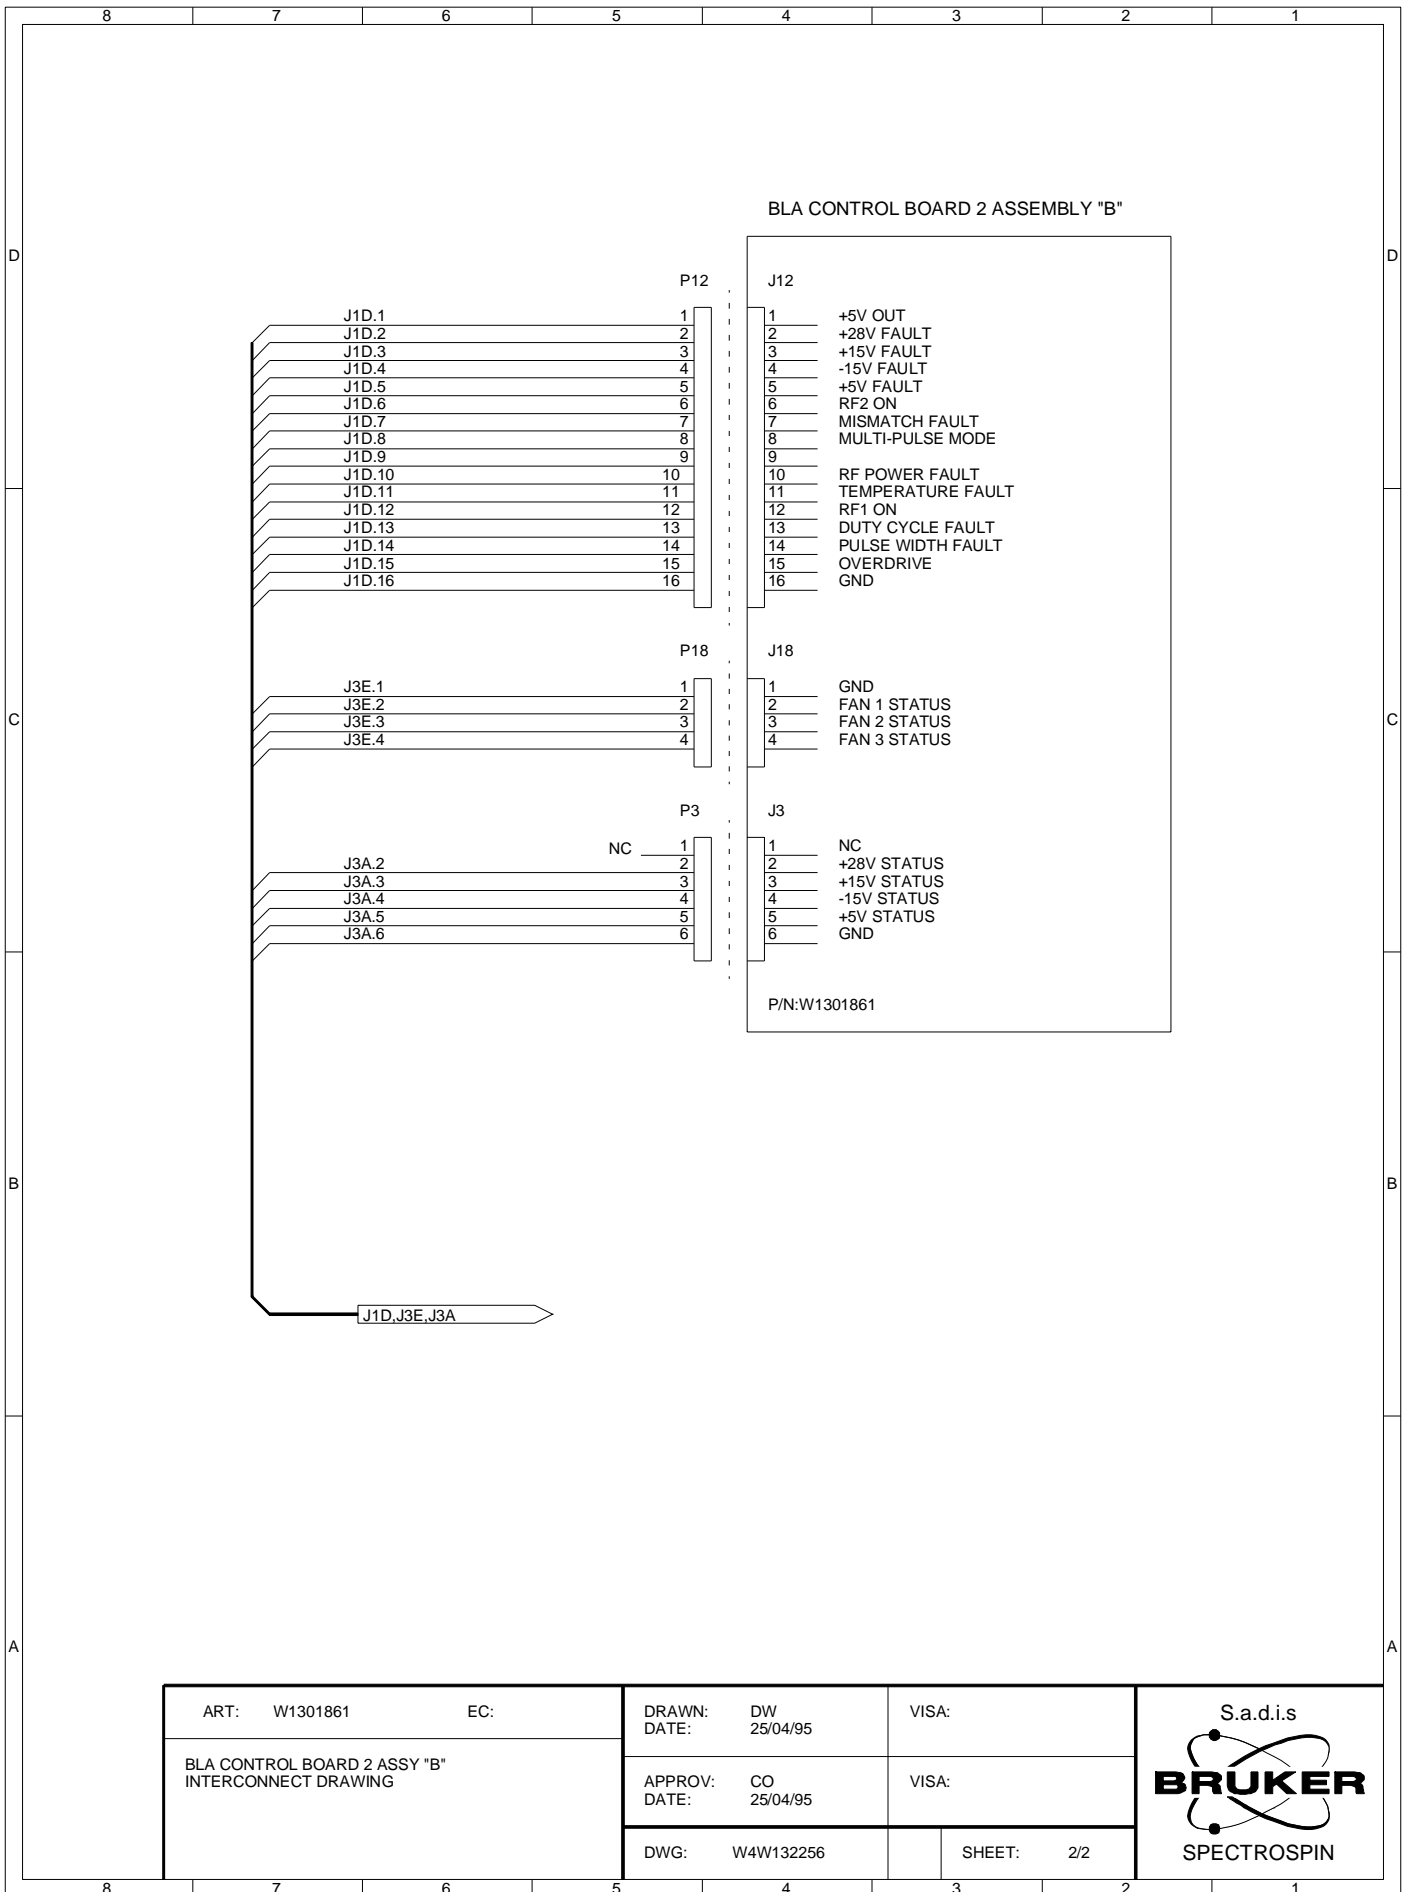 8 7 6 5 4 3 2 1
BLA CONTROL BOARD 2 ASSEMBLY "B"
D D
P12 J12
J1D.1 1 1 +5V OUT
J1D.2 2 2 +28V FAULT
J1D.3 3 3 +15V FAULT
J1D.4 4 4 -15V FAULT
J1D.5 5 5 +5V FAULT
J1D.6 6 6 RF2 ON
J1D.7 7 7 MISMATCH FAULT
J1D.8 8 8 MULTI-PULSE MODE
J1D.9 9 9
J1D.10 10 10 RF POWER FAULT
J1D.11 11 11 TEMPERATURE FAULT
J1D.12 12 12 RF1 ON
J1D.13 13 13 DUTY CYCLE FAULT
J1D.14 14 14 PULSE WIDTH FAULT
J1D.15 15 15 OVERDRIVE
J1D.16 16 16 GND
P18 J18
J3E.1 1 1 GND
J3E.2 2 2 FAN 1 STATUS
C J3E.3 3 3 FAN 2 STATUS C
J3E.4 4 4 FAN 3 STATUS
P3 J3
NC 1 1 NC
J3A.2 2 2 +28V STATUS
J3A.3 3 3 +15V STATUS
J3A.4 4 4 -15V STATUS
J3A.5 5 5 +5V STATUS
J3A.6 6 6 GND
P/N:W1301861
B B
J1D,J3E,J3A
A A
ART: W1301861 EC:
BLA CONTROL BOARD 2 ASSY "B"
INTERCONNECT DRAWING
DRAWN: DW VISA:
DATE: 25/04/95
APPROV: CO VISA:
DATE: 25/04/95
DWG: W4W132256 SHEET: 2/2
S.a.d.i.s
BRUKER
SPECTROSPIN
8 7 6 5 4 3 2 1